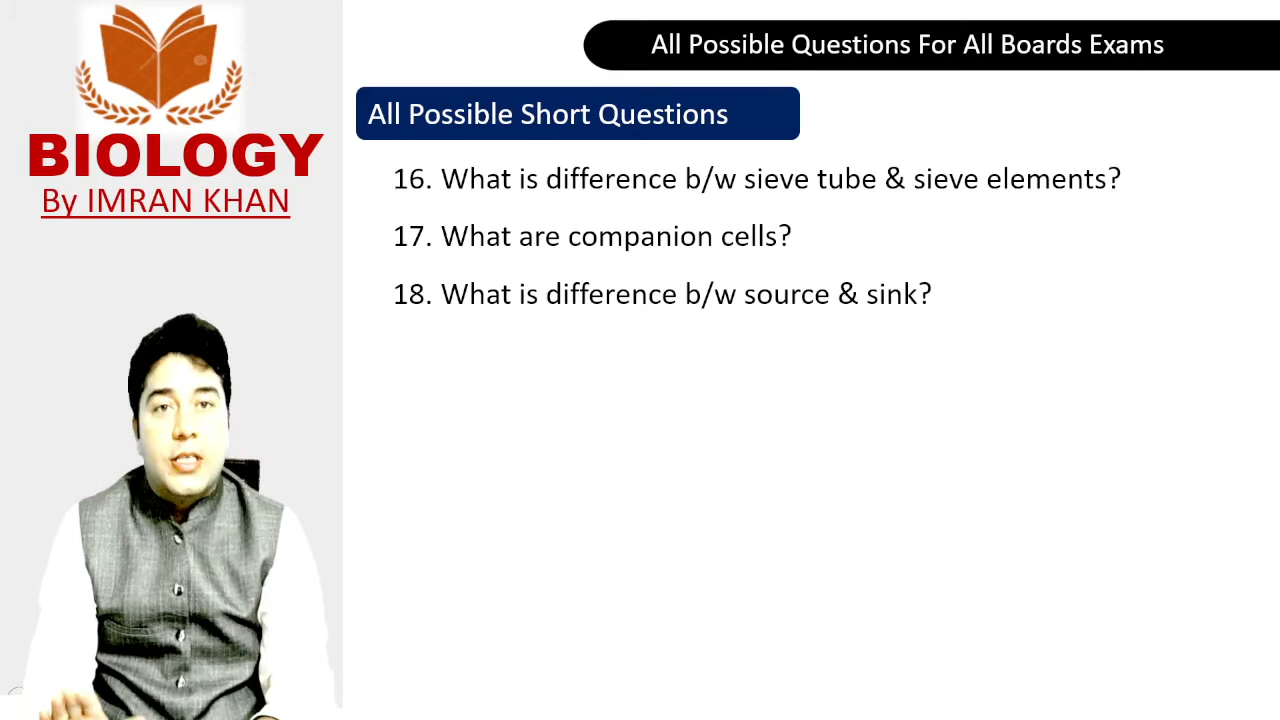 All Possible Questions For All Boards Exams
All Possible Short Questions
BIOLOGY
By IMRAN KHAN
16. What is difference b/w sieve tube & sieve elements?
17. What are companion cells?
18. What is difference b/w source & sink?